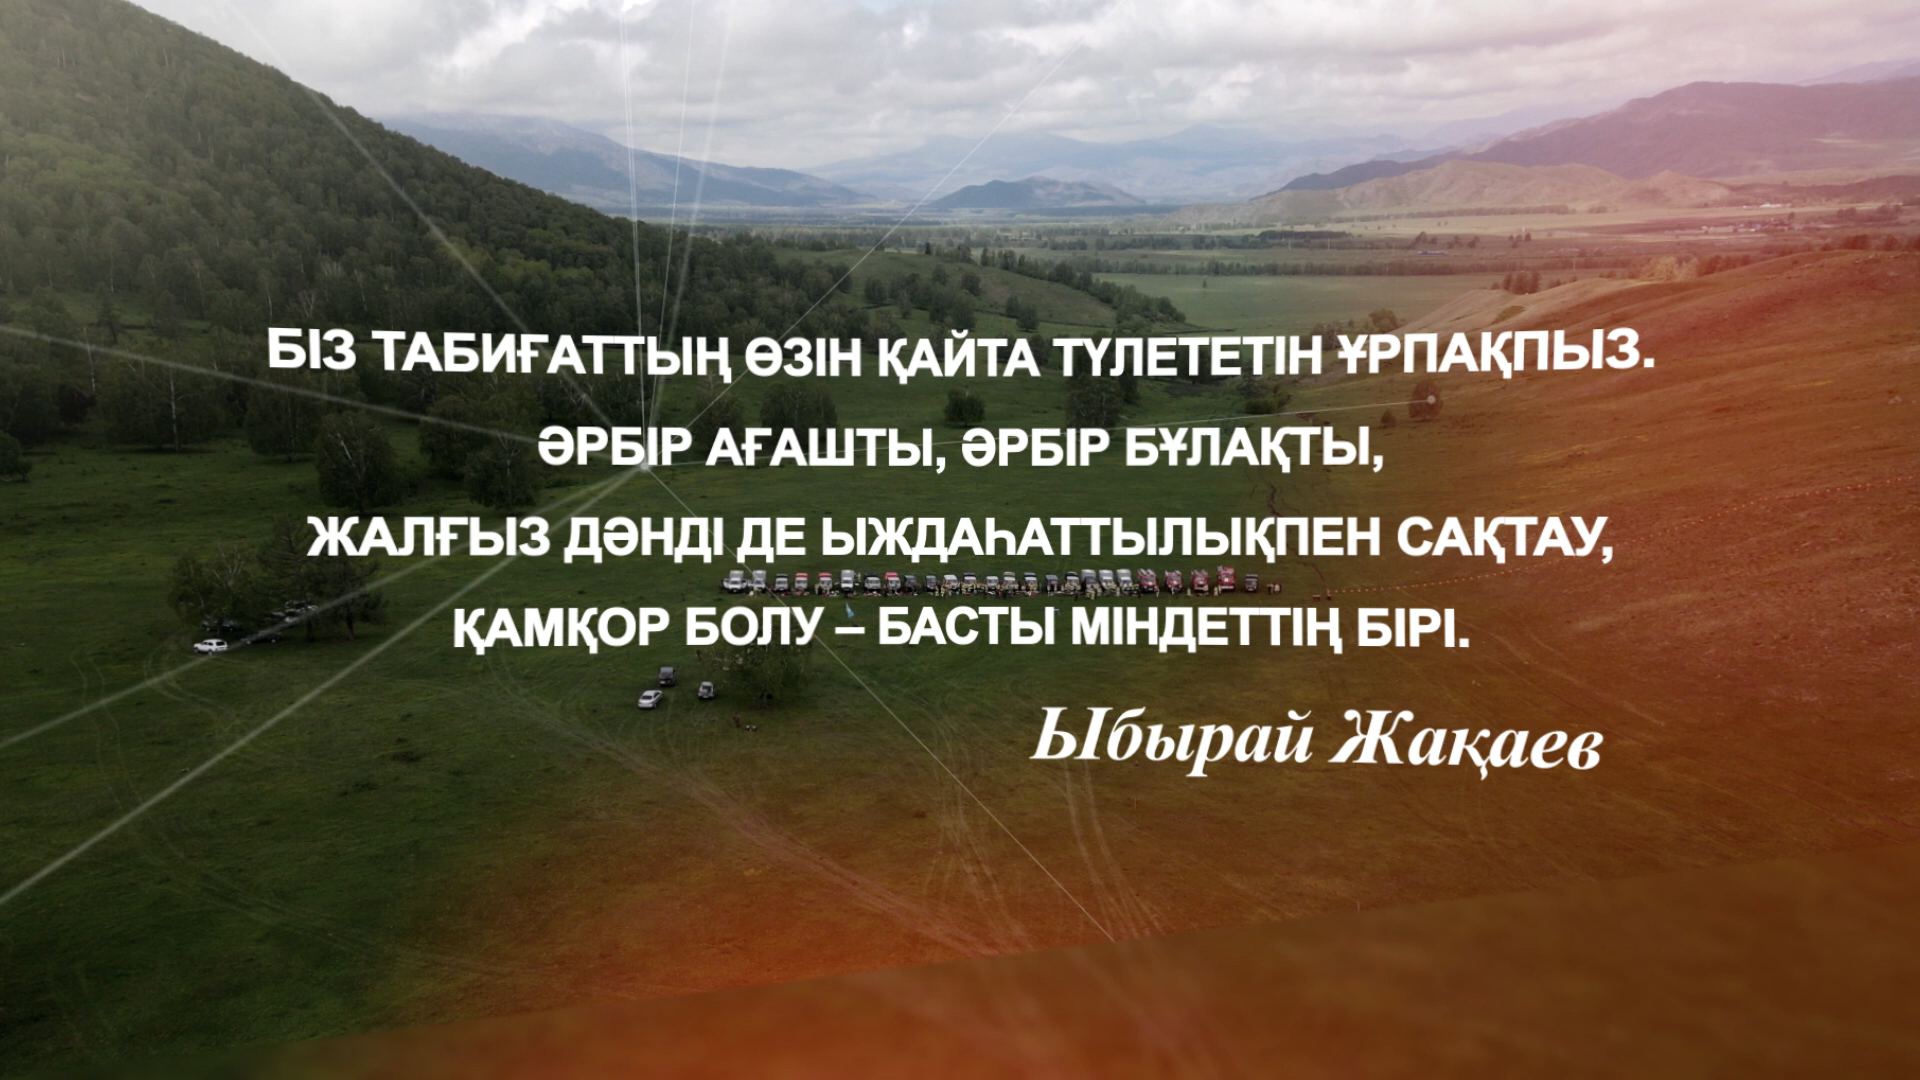 БІЗ ТАБИҒАТТЫҢ ӨЗІН ҚАЙТА ТҮЛЕТЕТІН ҰРПАҚПЫЗ.
ӘРБІР АҒАШТЫ, ӘРБІР БҰЛАҚТЫ,
ЖАЛҒЫЗ ДӘНДІ ДЕ ЫЖДАҺАТТЫЛЫҚПЕН САҚТАУ,
ҚАМҚОР БОЛУ – БАСТЫ МІНДЕТТІҢ БІРІ.
Ыбырай Жақаев